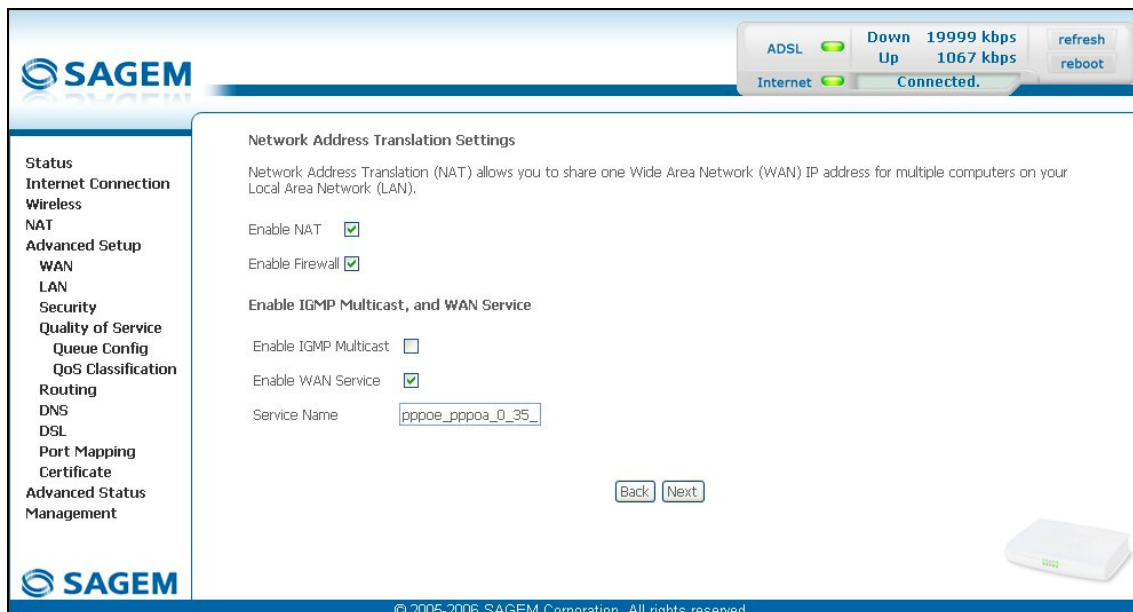 SAGEM
ADSL
Down 19999 kbps
Up 1067 kbps
refresh
reboot
Internet
Connected.
Status
Internet Connection
Wireless
NAT
Advanced Setup
WAN
LAN
Security
Quality of Service
Queue Config
QoS Classification
Routing
DNS
DSL
Port Mapping
Certificate
Advanced Status
Management
SAGEM
Network Address Translation Settings
Network Address Translation (NAT) allows you to share one Wide Area Network (WAN) IP address for multiple computers on your
Local Area Network (LAN).
Enable NAT
Enable Firewall
Enable IGMP Multicast, and WAN Service
Enable IGMP Multicast
Enable WAN Service
Service Name pppoe_pppoa_0_35_
Back Next
© 2005-2006 SAGEM Corporation. All rights reserved